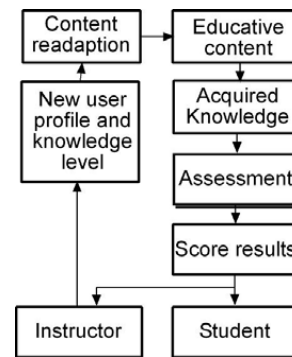 Content
readaption
Educative
content
New user
profile and
knowledge
level
Acquired
Knowledge
Assessment
Score results
Instructor
Student